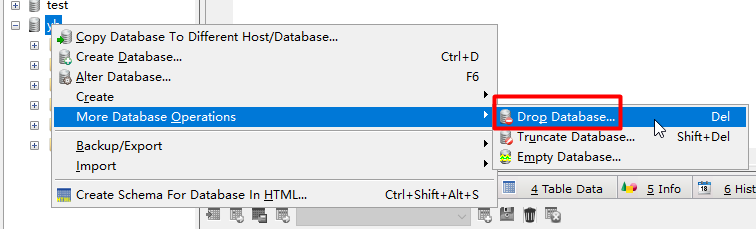 test
Copy Database To Different Host/Database...
Create Database... Ctrl+D
Alter Database... F6
Create
More Database Operations
Drop Database... Del
Truncate Database... Shift+Del
Backup/Export
Empty Database...
Import
4 Table Data 5 Info 18 6 Hist
Create Schema For Database In HTML... Ctrl+Shift+Alt+S